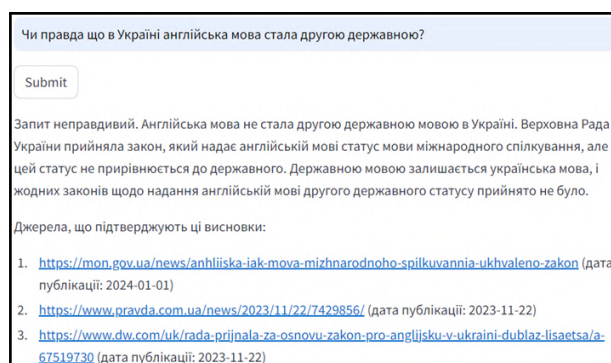 Чи правда що в Україні англійська мова стала другою державною?
Submit
Запит неправдивий. Англійська мова не стала другою державною мовою в Україні. Верховна Рада
України прийняла закон, який надає англійській мові статус мови міжнародного спілкування, але
цей статус не прирівнюється до державного. Державною мовою залишається українська мова, і
жодних законів щодо надання англійській мові другого державного статусу прийнято не було.
Джерела, що підтверджують ці висновки:
1. https://mon.gov.ua/news/anhliiska-iak-mova-mizhnarodnoho-spilkuvannia-ukhvaleno-zakon (дата
публікації: 2024-01-01)
2. https://www.pravda.com.ua/news/2023/11/22/7429856/ (дата публікації: 2023-11-22)
3. https://www.dw.com/uk/rada-prijnala-za-osnovu-zakon-pro-anglijsku-v-ukraini-dublaz-lisaetsa/a-
67519730 (дата публікації: 2023-11-22)